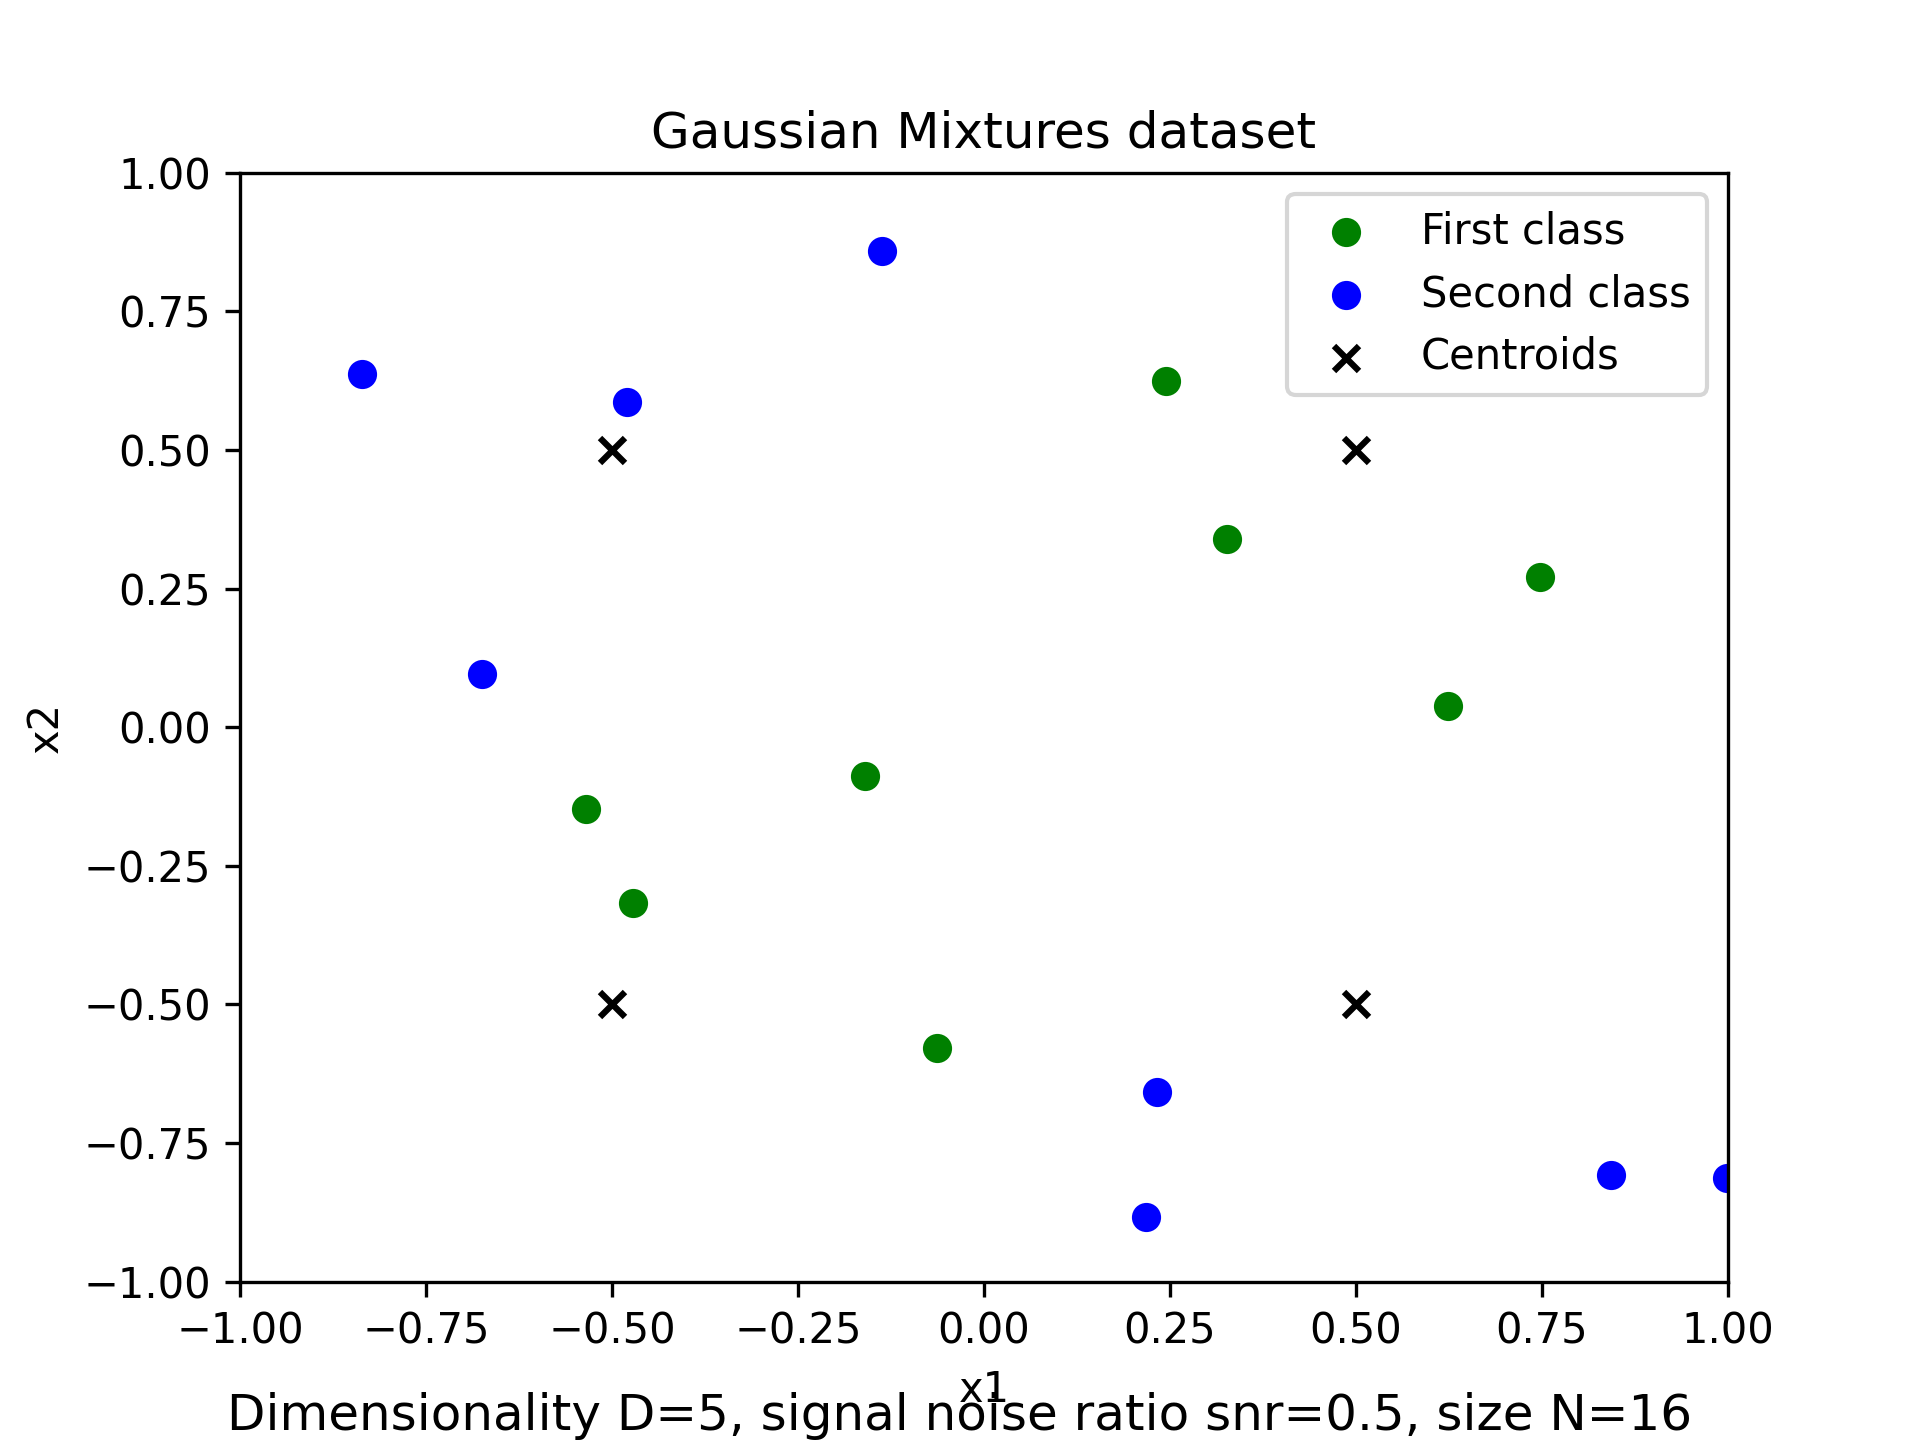 Gaussian Mixtures dataset
First class
Second class
Centroids
1.00
0.75
0.50
0.25
0.00
−0.25
−0.50
−0.75
−1.00
x2
−1.00 −0.75 −0.50 −0.25 0.00 0.25 0.50 0.75 1.00
x1
Dimensionality D=5, signal noise ratio snr=0.5, size N=16